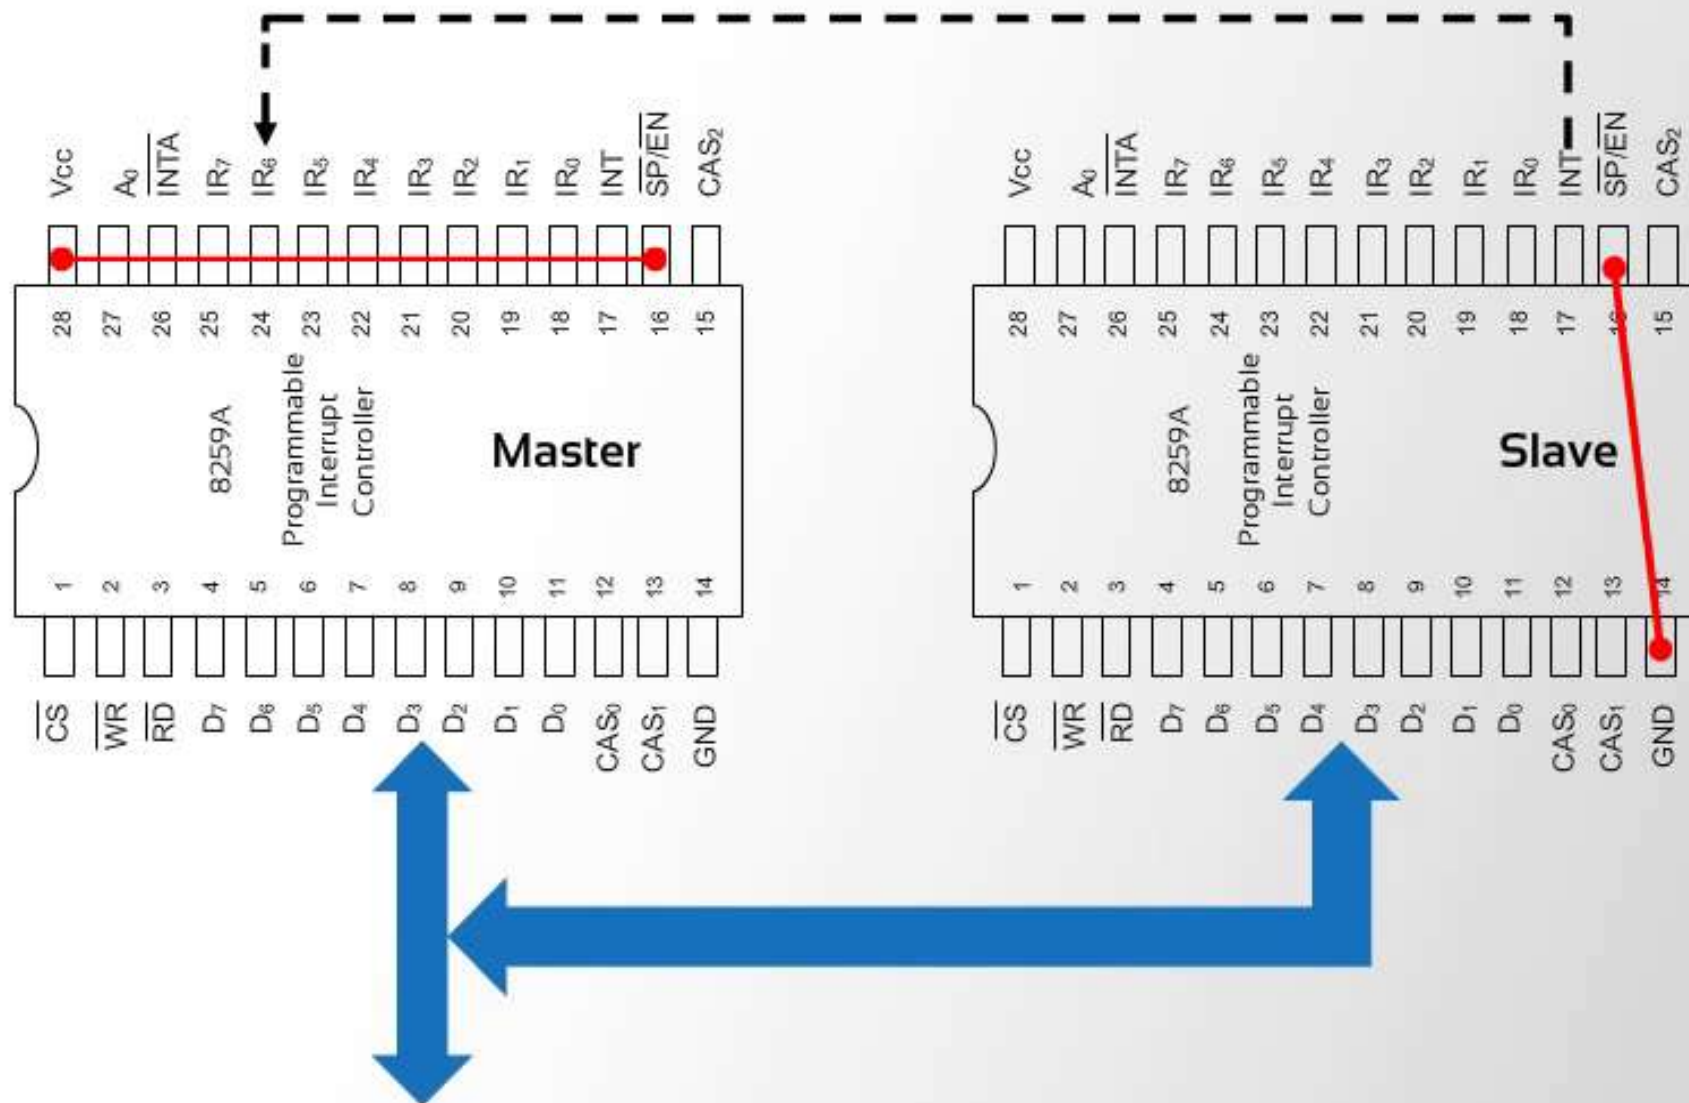 Vcc A₀ INTA IR₇ IR₆ IR₅ IR₄ IR₃ IR₂ IR₁ IR₀ INT SP/EN CAS₂
28 27 26 25 24 23 22 21 20 19 18 17 16 15
8259A
Programmable
Interrupt
Controller
Master
1 2 3 4 5 6 7 8 9 10 11 12 13 14
CS WR RD D₇ D₆ D₅ D₄ D₃ D₂ D₁ D₀ CAS₀ CAS₁ GND
Vcc A₀ INTA IR₇ IR₆ IR₅ IR₄ IR₃ IR₂ IR₁ IR₀ INT SP/EN CAS₂
28 27 26 25 24 23 22 21 20 19 18 17 16 15
8259A
Programmable
Interrupt
Controller
Slave
1 2 3 4 5 6 7 8 9 10 11 12 13 14
CS WR RD D₇ D₆ D₅ D₄ D₃ D₂ D₁ D₀ CAS₀ CAS₁ GND